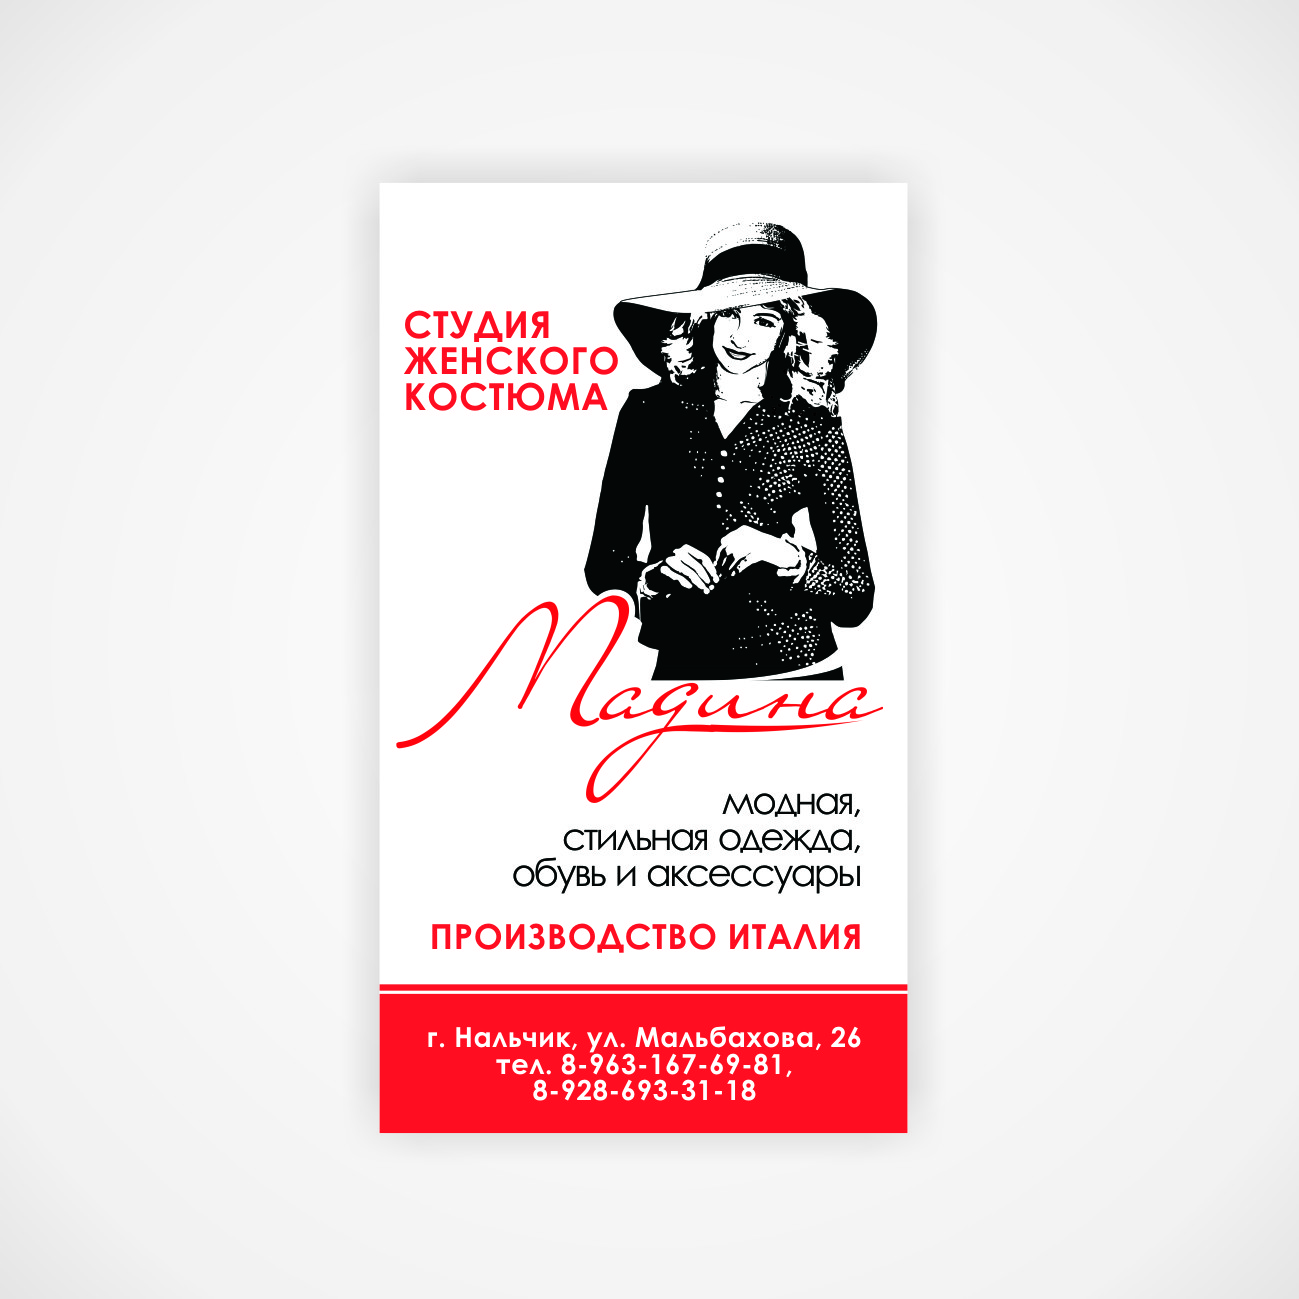 СТУДИЯ
ЖЕНСКОГО
КОСТЮМА
Мадина
модная,
стильная одежда,
обувь и аксессуары
ПРОИЗВОДСТВО ИТАЛИЯ
г. Нальчик, ул. Мальбахова, 26
тел. 8-963-167-69-81,
8-928-693-31-18